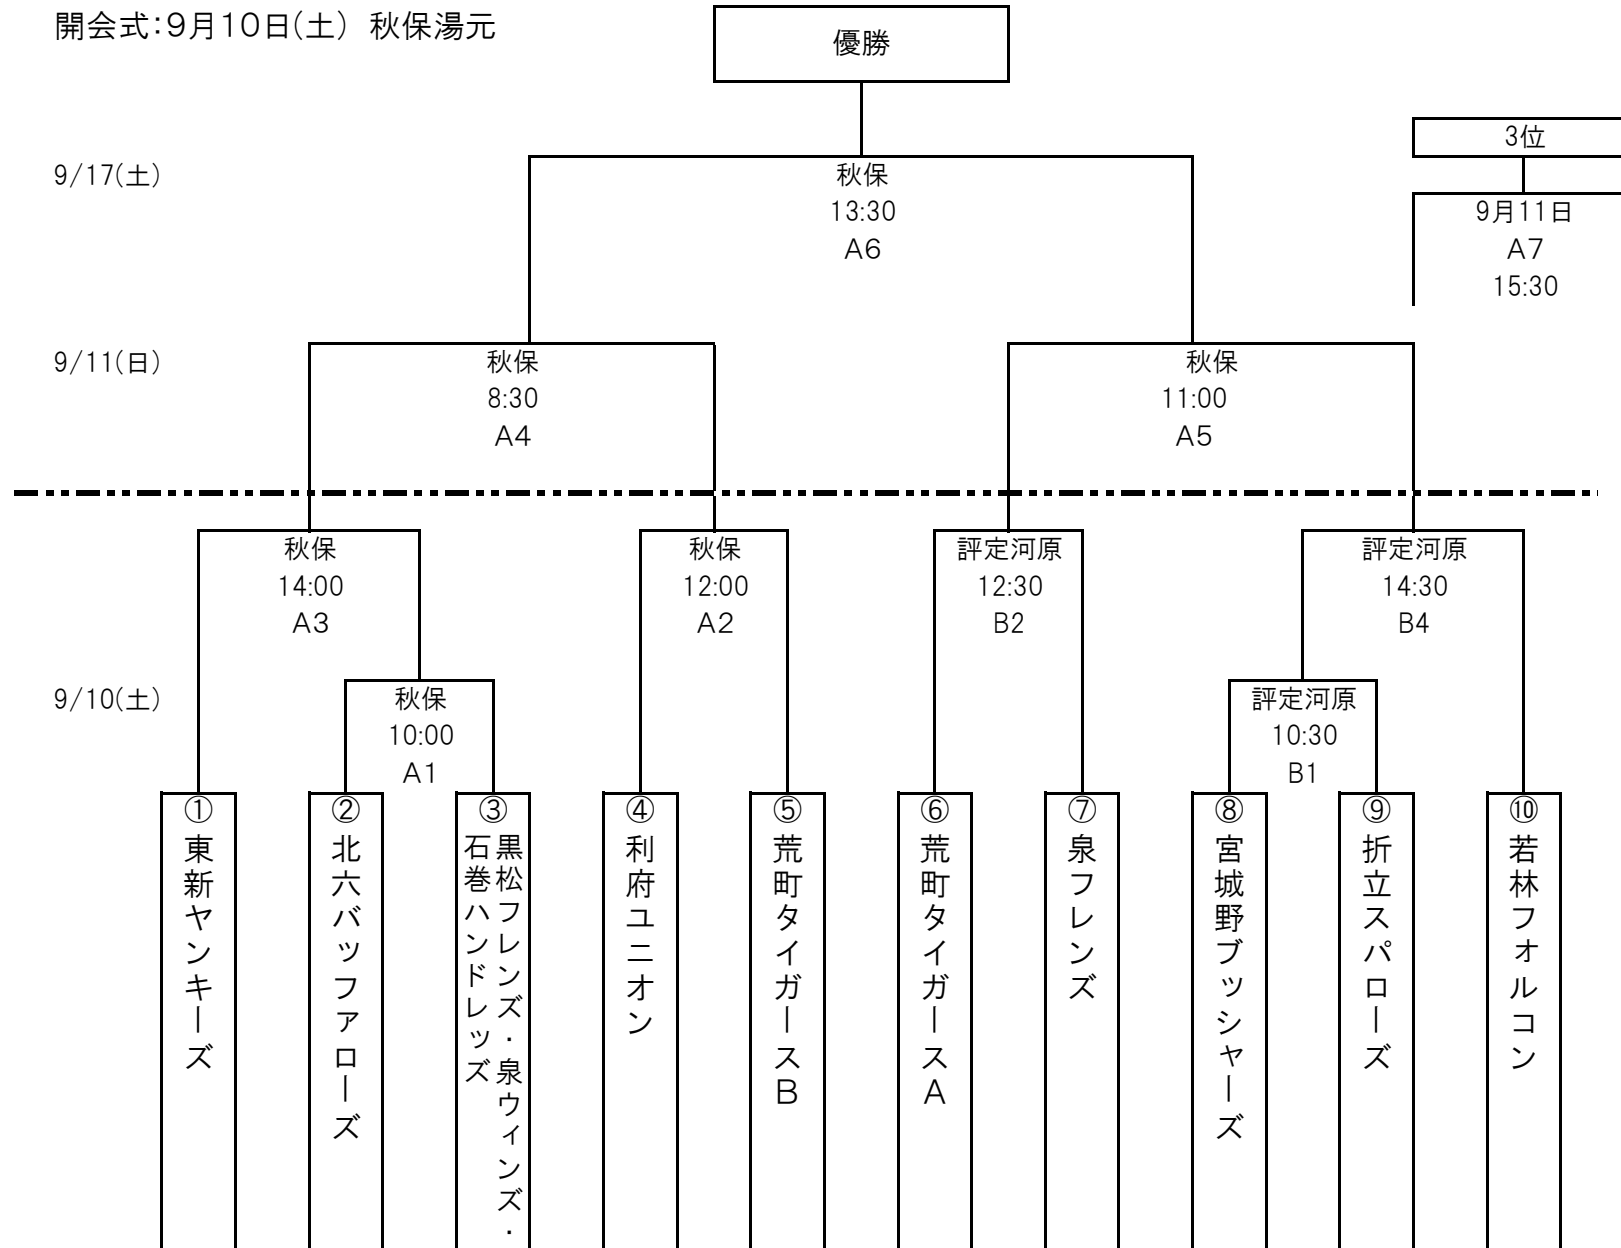 開会式：9月10日(土)　秋保湯元
優勝
3位
9/17(土)
秋保
13:30
A6
9月11日
A7
15:30
9/11(日)
秋保
8:30
A4
秋保
11:00
A5
秋保
14:00
A3
秋保
12:00
A2
評定河原
12:30
B2
評定河原
14:30
B4
9/10(土)
秋保
10:00
A1
評定河原
10:30
B1
①
東新ヤンキーズ
②
北六バッファローズ
③
黒松フレンズ・泉ウィンズ・
石巻ハンドレッズ
④
利府ユニオン
⑤
荒町タイガースB
⑥
荒町タイガースA
⑦
泉フレンズ
⑧
宮城野ブッシャーズ
⑨
折立スパローズ
⑩
若林フォルコン